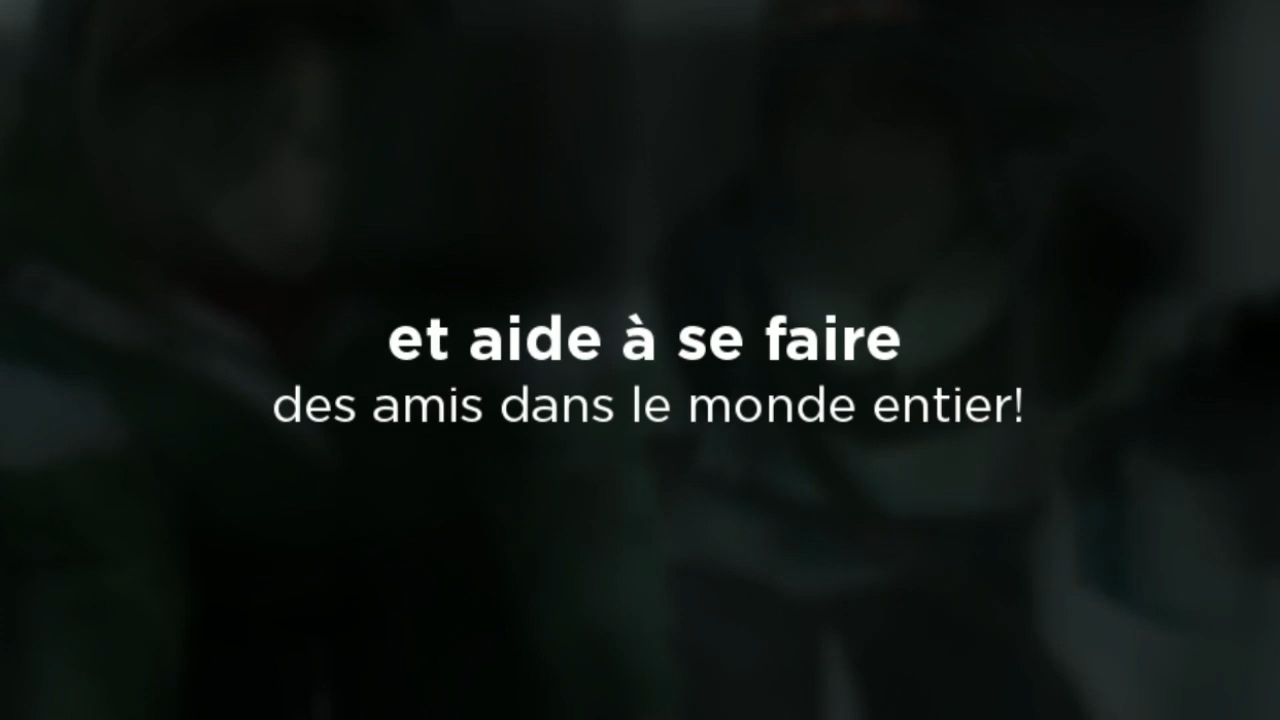 et aide à se faire
des amis dans le monde entier!